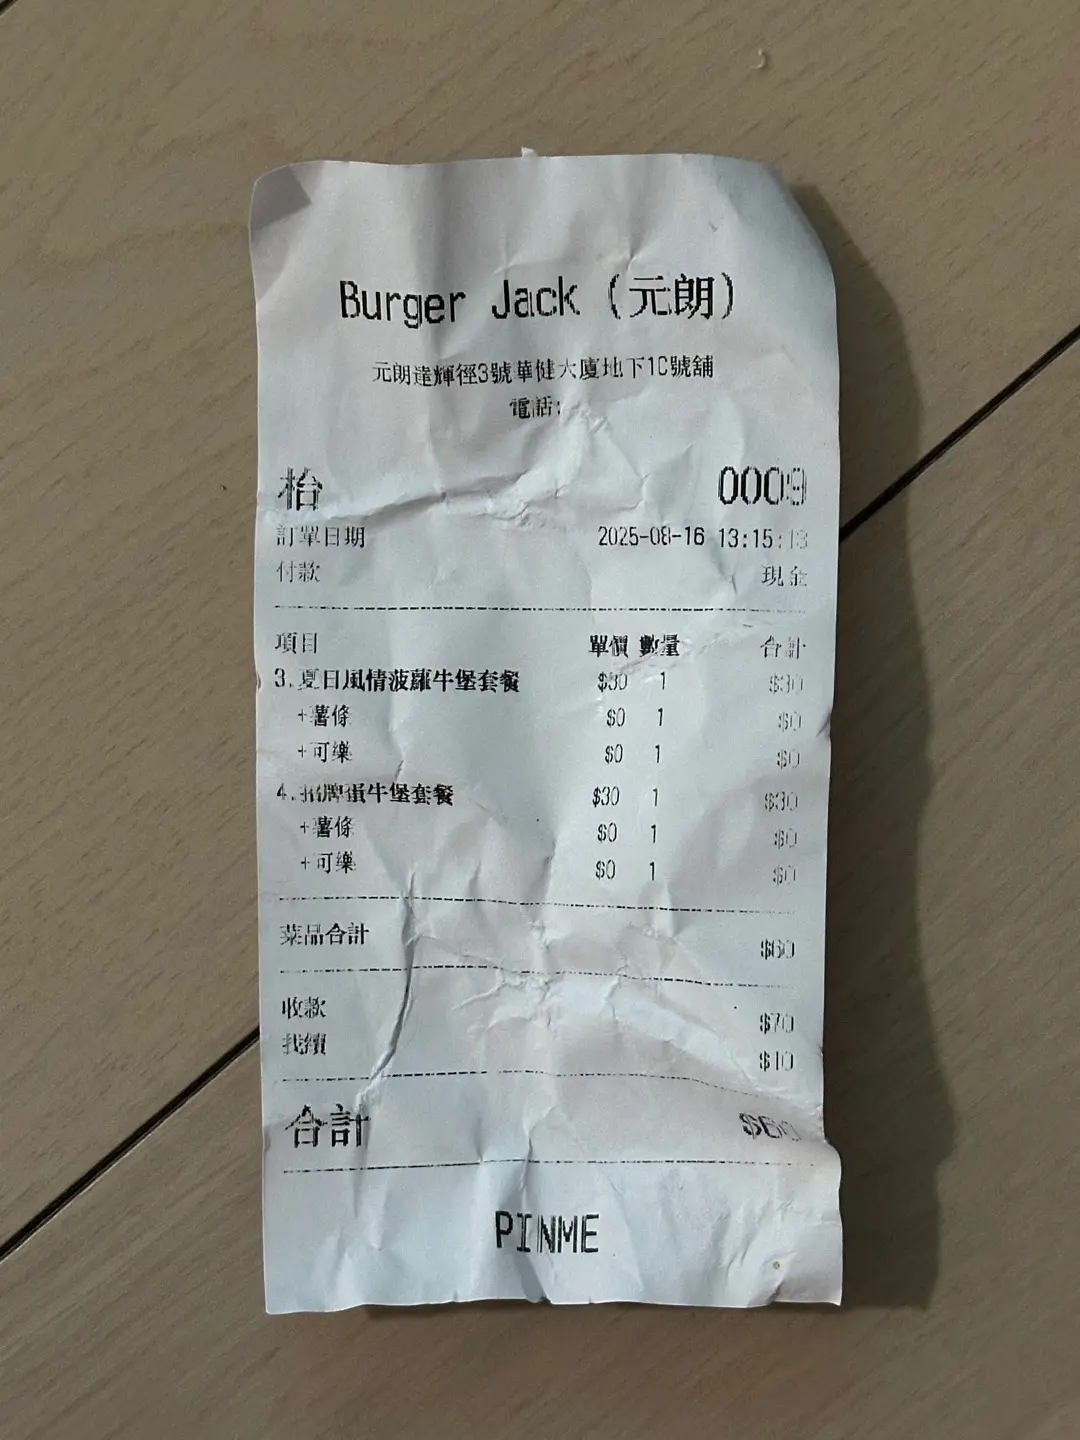 Burger Jack (元朗)
元朗達輝徑3號華健大廈地下10號舖
電話:
枱 0009
訂單日期 2025-08-16 13:15:13
付款 現金
項目 單價 數量 合計
3.夏日風情菠蘿牛堡套餐 $30 1 $30
+薯條 $0 1 $0
+可樂 $0 1 $0
4.招牌蛋牛堡套餐 $30 1 $30
+薯條 $0 1 $0
+可樂 $0 1 $0
菜品合計 $60
收款 $70
找續 $10
合計 $60
PINME